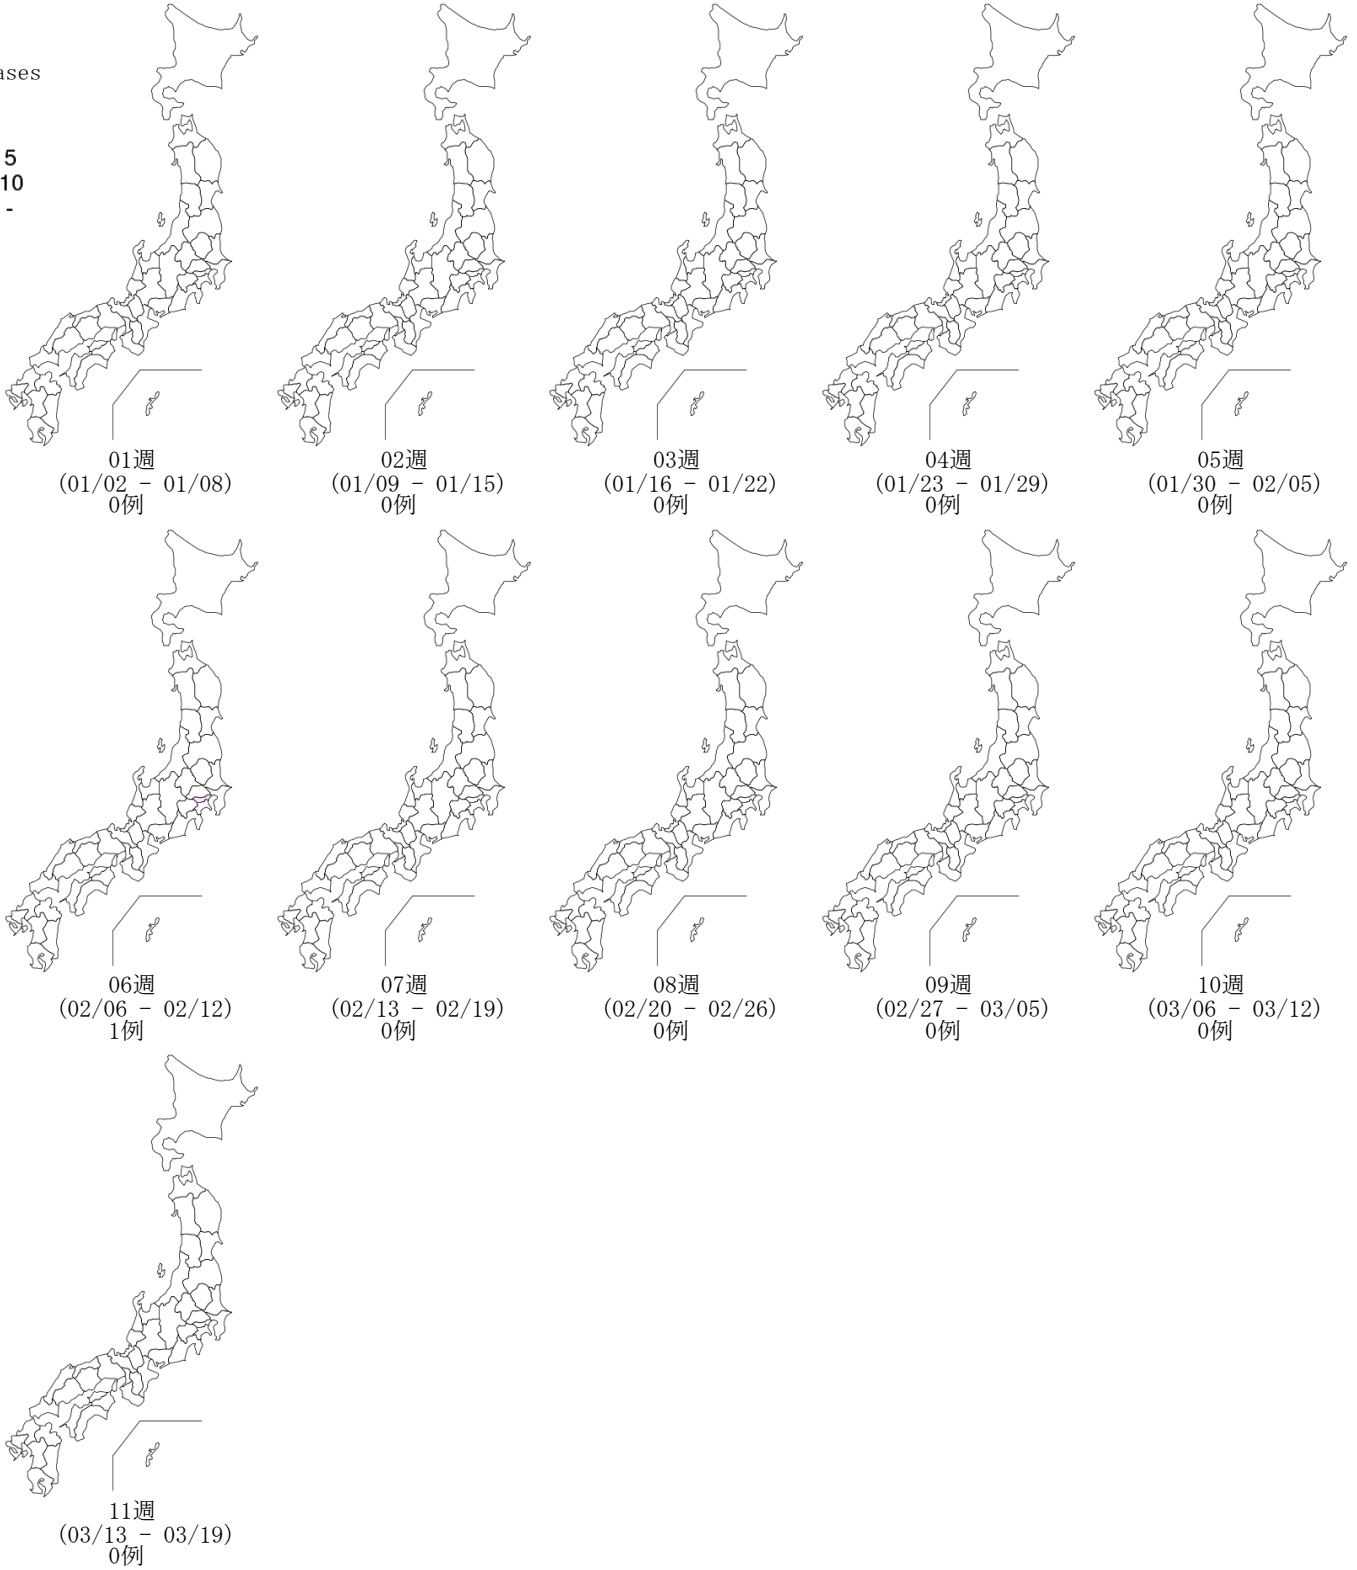 ases
5
10
-
01週
(01/02 - 01/08)
0例
02週
(01/09 - 01/15)
0例
03週
(01/16 - 01/22)
0例
04週
(01/23 - 01/29)
0例
05週
(01/30 - 02/05)
0例
06週
(02/06 - 02/12)
1例
07週
(02/13 - 02/19)
0例
08週
(02/20 - 02/26)
0例
09週
(02/27 - 03/05)
0例
10週
(03/06 - 03/12)
0例
11週
(03/13 - 03/19)
0例